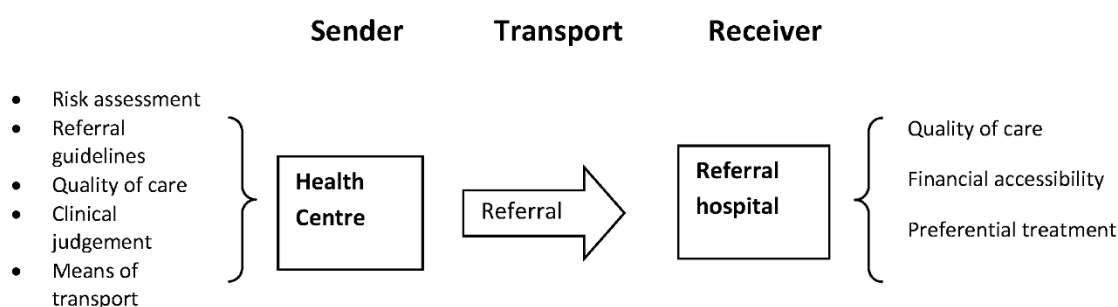 Sender Transport Receiver
• Risk assessment
• Referral
guidelines
• Quality of care
• Clinical
judgement
• Means of
transport
Health
Centre
Referral
Referral
hospital
Quality of care
Financial accessibility
Preferential treatment